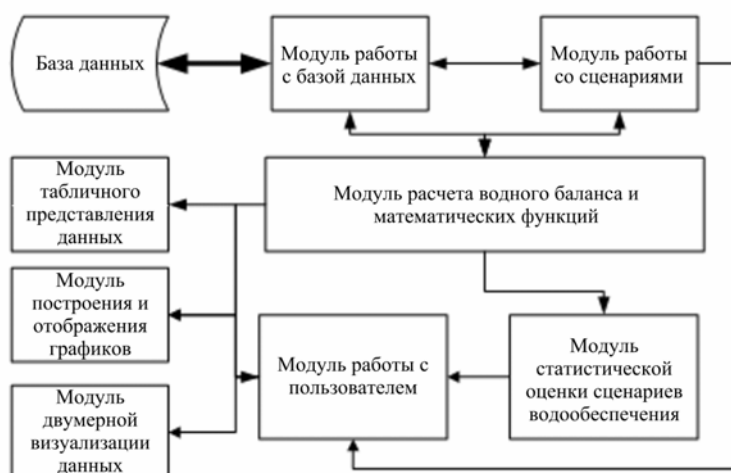 База данных
Модуль работы
с базой данных
Модуль работы
со сценариями
Модуль
табличного
представления
данных
Модуль расчета водного баланса и
математических функций
Модуль
построения и
отображения
графиков
Модуль работы с
пользователем
Модуль
статистической
оценки сценариев
водообеспечения
Модуль
двумерной
визуализации
данных